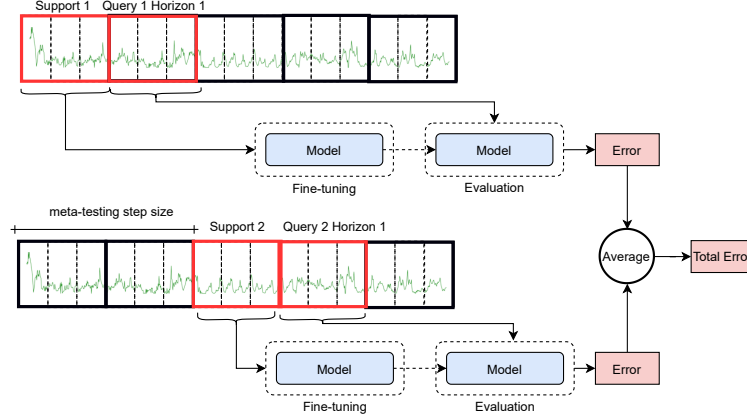 Support 1 Query 1 Horizon 1
Model
Model
Error
Fine-tuning
Evaluation
meta-testing step size
Support 2
Query 2 Horizon 1
Average
Total Error
Model
Model
Error
Fine-tuning
Evaluation